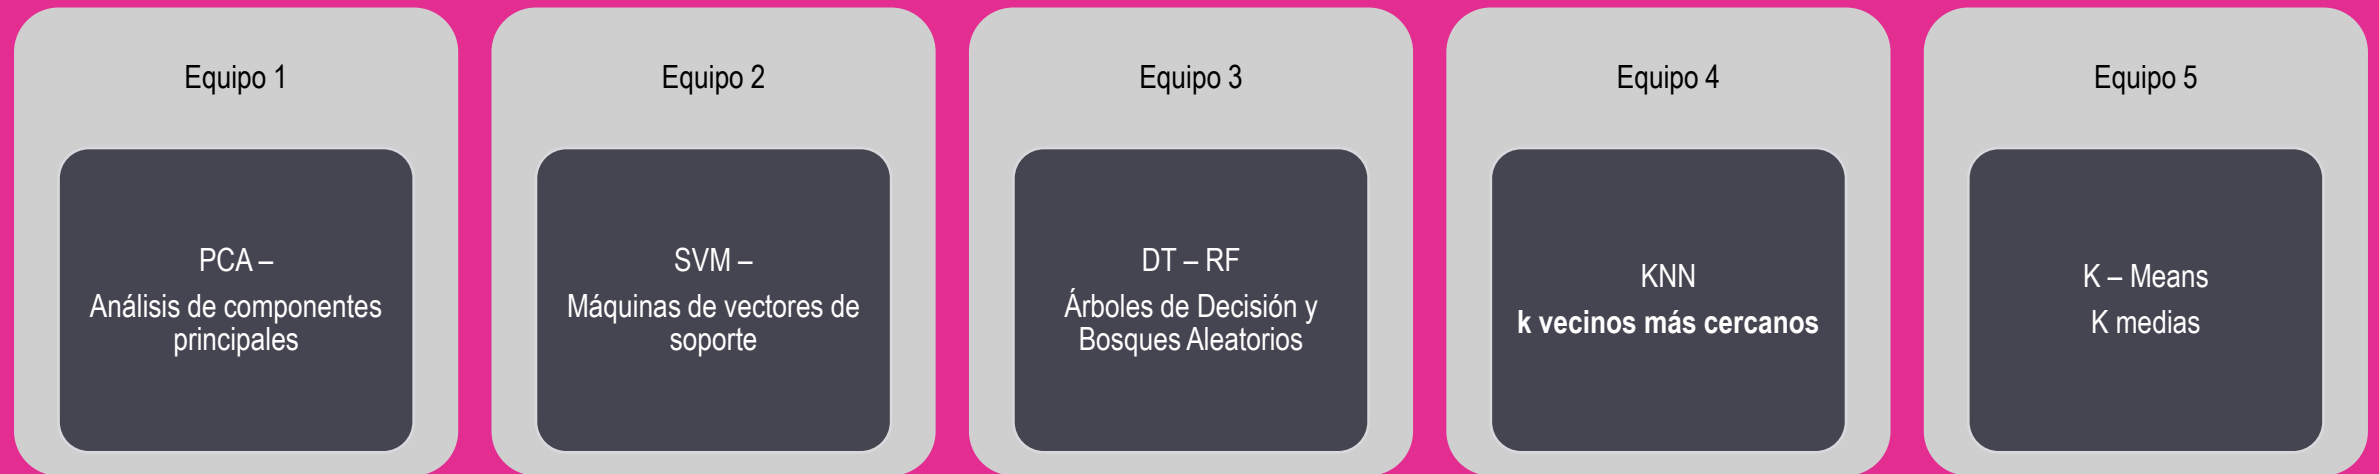 Equipo 1
PCA –
Análisis de componentes
principales
Equipo 2
SVM –
Máquinas de vectores de
soporte
Equipo 3
DT – RF
Árboles de Decisión y
Bosques Aleatorios
Equipo 4
KNN
k vecinos más cercanos
Equipo 5
K – Means
K medias